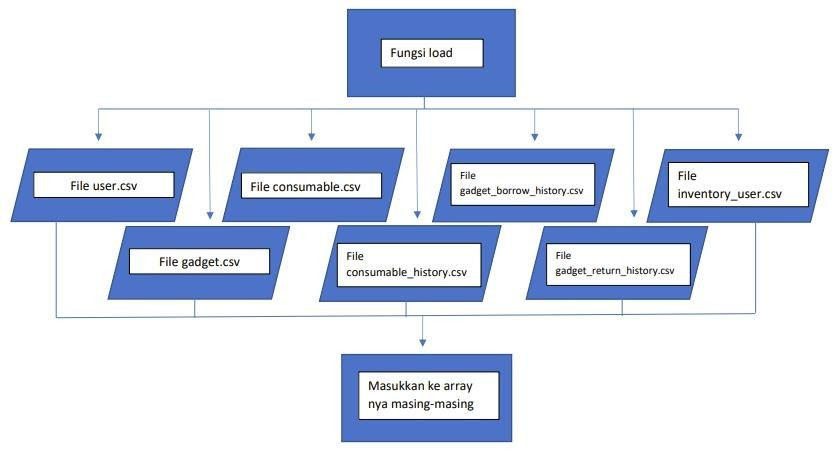 Fungsi load
File user.csv
File consumable.csv
File
gadget_borrow_history.csv
File
inventory_user.csv
File gadget.csv
File
consumable_history.csv
File
gadget_return_history.csv
Masukkan ke array
nya masing-masing